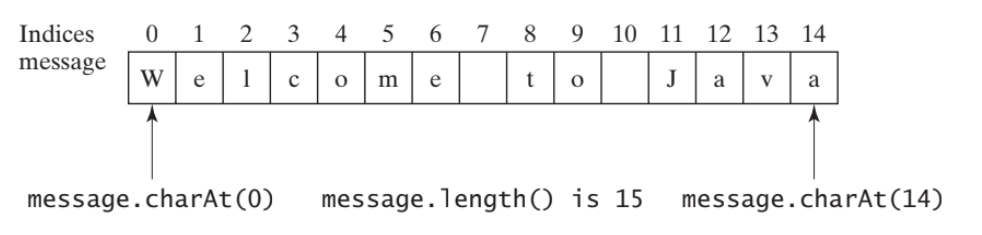 Indices 0 1 2 3 4 5 6 7 8 9 10 11 12 13 14
message W e l c o m e t o J a v a
message.charAt(0) message.length() is 15 message.charAt(14)